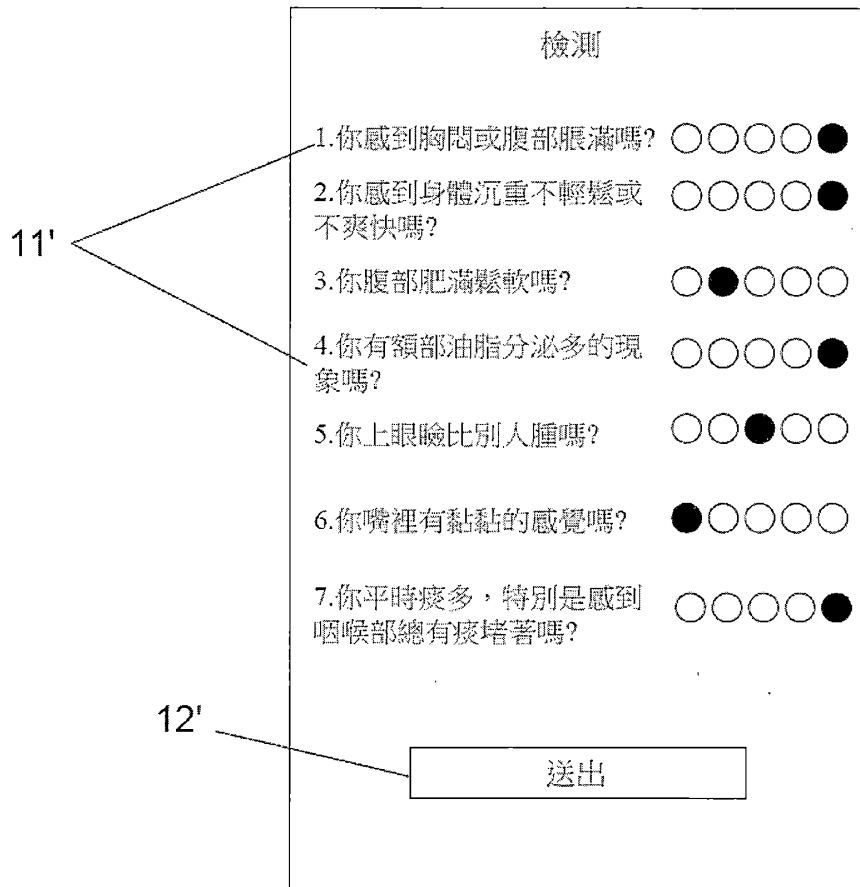 檢測
1.你感到胸悶或腹部脹滿嗎?
2.你感到身體沉重不輕鬆或
不爽快嗎?
11'
3.你腹部肥滿鬆軟嗎?
4.你有額部油脂分泌多的現
象嗎?
5.你上眼瞼比別人腫嗎?
6.你嘴裡有黏黏的感覺嗎?
7.你平時痰多，特別是感到
咽喉部總有痰堵著嗎?
12'
送出